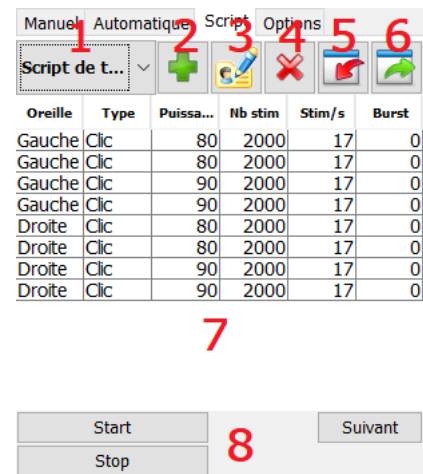 Manuel Automatique Script Options
1 2 3 4 5 6
Script de t...
Oreille Type Puissa... Nb stim Stim/s Burst
Gauche Clic 80 2000 17 0
Gauche Clic 80 2000 17 0
Gauche Clic 90 2000 17 0
Gauche Clic 90 2000 17 0
Droite Clic 80 2000 17 0
Droite Clic 80 2000 17 0
Droite Clic 90 2000 17 0
Droite Clic 90 2000 17 0
7
Start Suivant
8
Stop